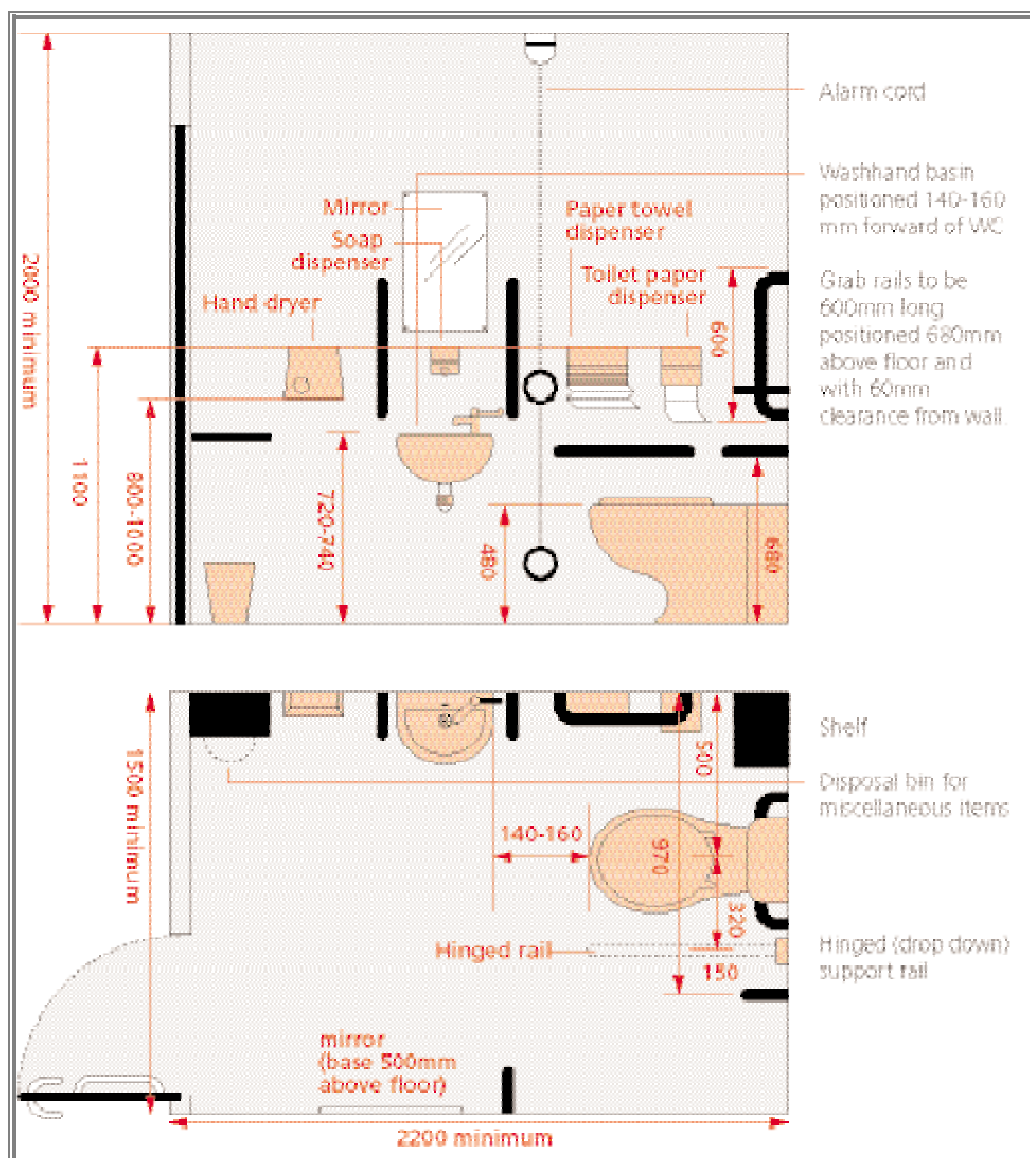 Alarm cord
Washhand basin
positioned 140-160
mm forward of WC
Mirror
Soap
dispenser
Paper towel
dispenser
Toilet paper
dispenser
Hand dryer
Grab rails to be
600mm long
positioned 680mm
above floor and
with 60mm
clearance from wall
2000 minimum
1100
800-1000
720-740
480
600
680
1500 minimum
Shelf
500
Disposal bin for
miscellaneous items
140-160
970
320
Hinged rail
150
Hinged (drop down)
support rail
mirror
(base 500mm
above floor)
2200 minimum